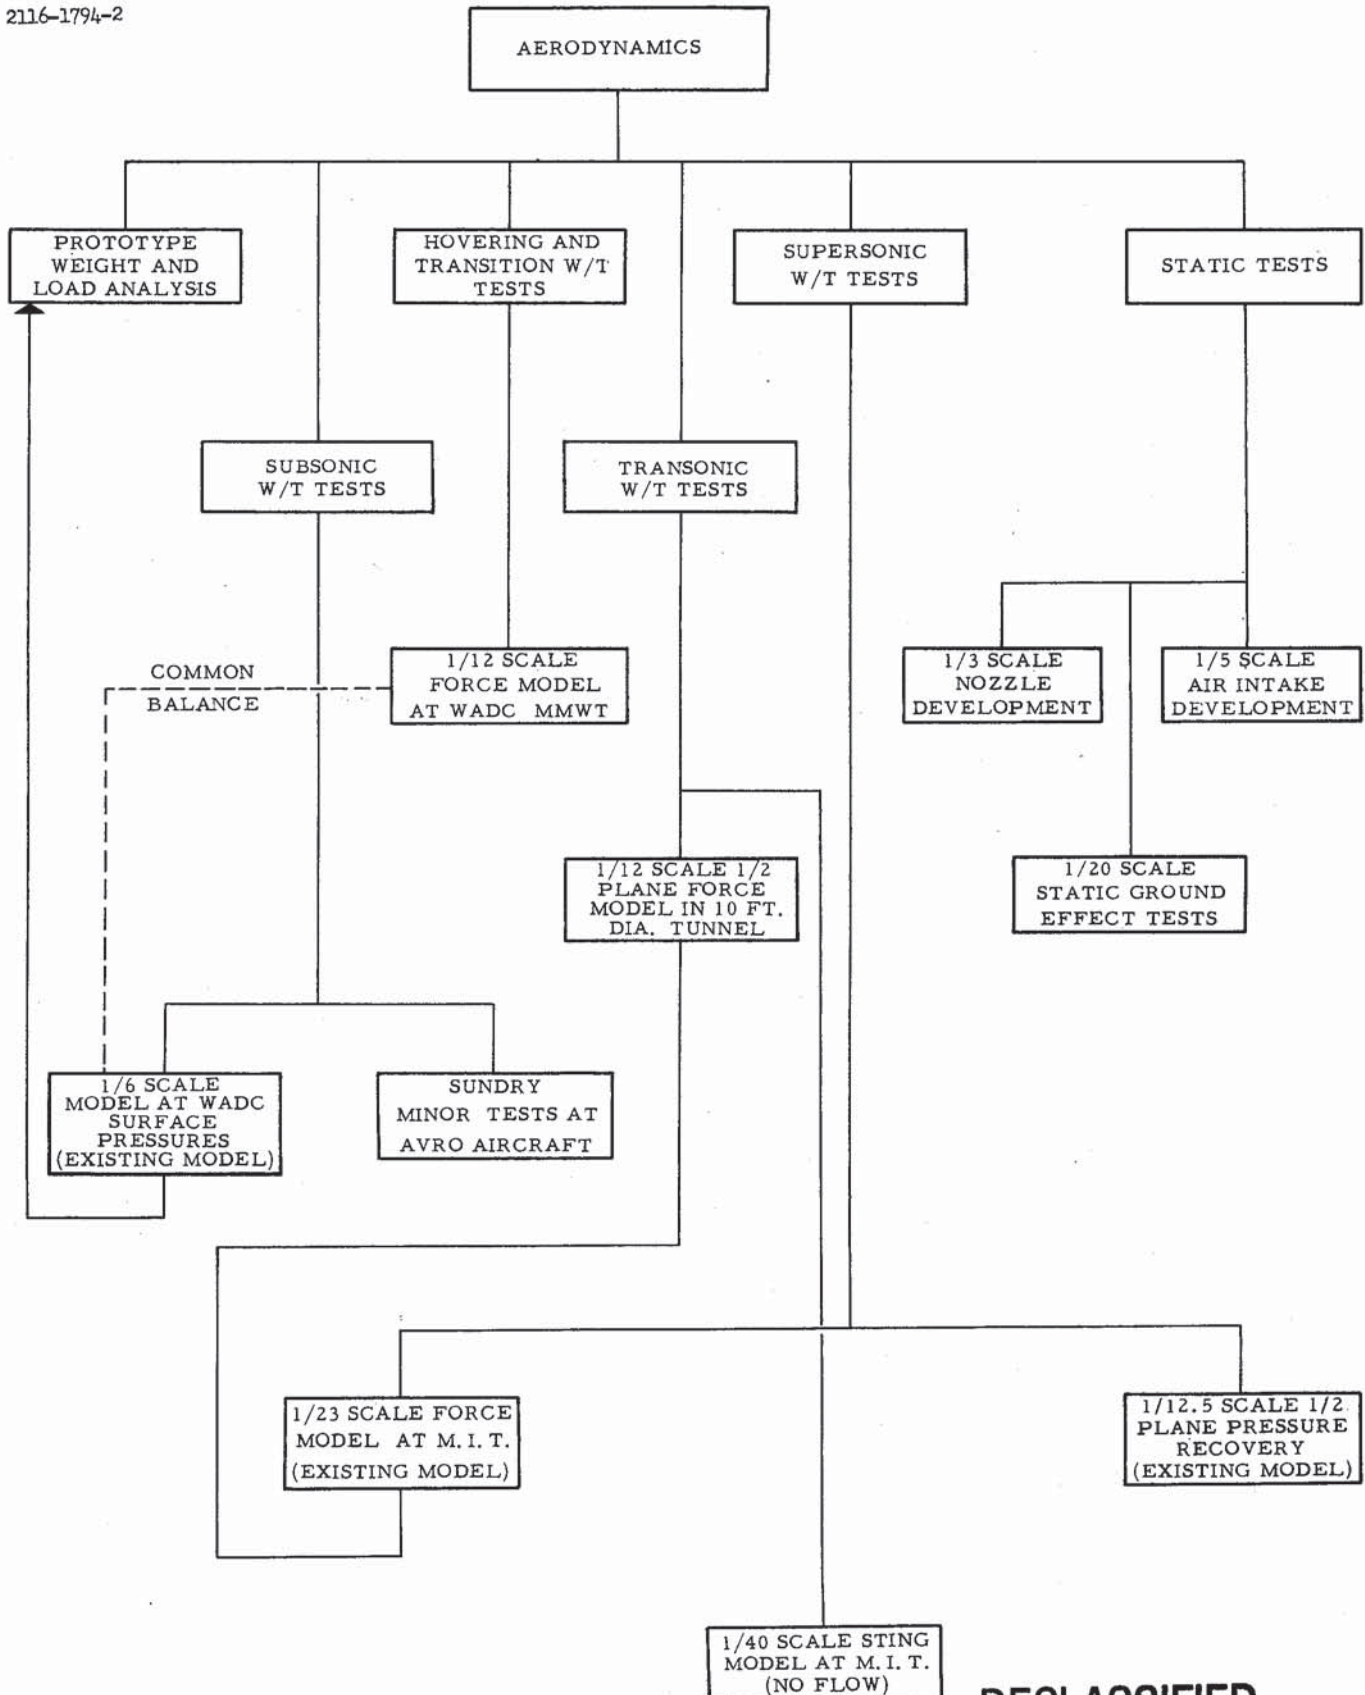 2116-1794-2
AERODYNAMICS
PROTOTYPE
WEIGHT AND
LOAD ANALYSIS
HOVERING AND
TRANSITION W/T
TESTS
SUPERSONIC
W/T TESTS
STATIC TESTS
SUBSONIC
W/T TESTS
TRANSONIC
W/T TESTS
COMMON
BALANCE
1/12 SCALE
FORCE MODEL
AT WADC MMWT
1/3 SCALE
NOZZLE
DEVELOPMENT
1/5 SCALE
AIR INTAKE
DEVELOPMENT
1/12 SCALE 1/2
PLANE FORCE
MODEL IN 10 FT.
DIA. TUNNEL
1/20 SCALE
STATIC GROUND
EFFECT TESTS
1/6 SCALE
MODEL AT WADC
SURFACE
PRESSURES
(EXISTING MODEL)
SUNDRY
MINOR TESTS AT
AVRO AIRCRAFT
1/23 SCALE FORCE
MODEL AT M.I.T.
(EXISTING MODEL)
1/12.5 SCALE 1/2
PLANE PRESSURE
RECOVERY
(EXISTING MODEL)
1/40 SCALE STING
MODEL AT M.I.T.
(NO FLOW)
DECLASSIFIED